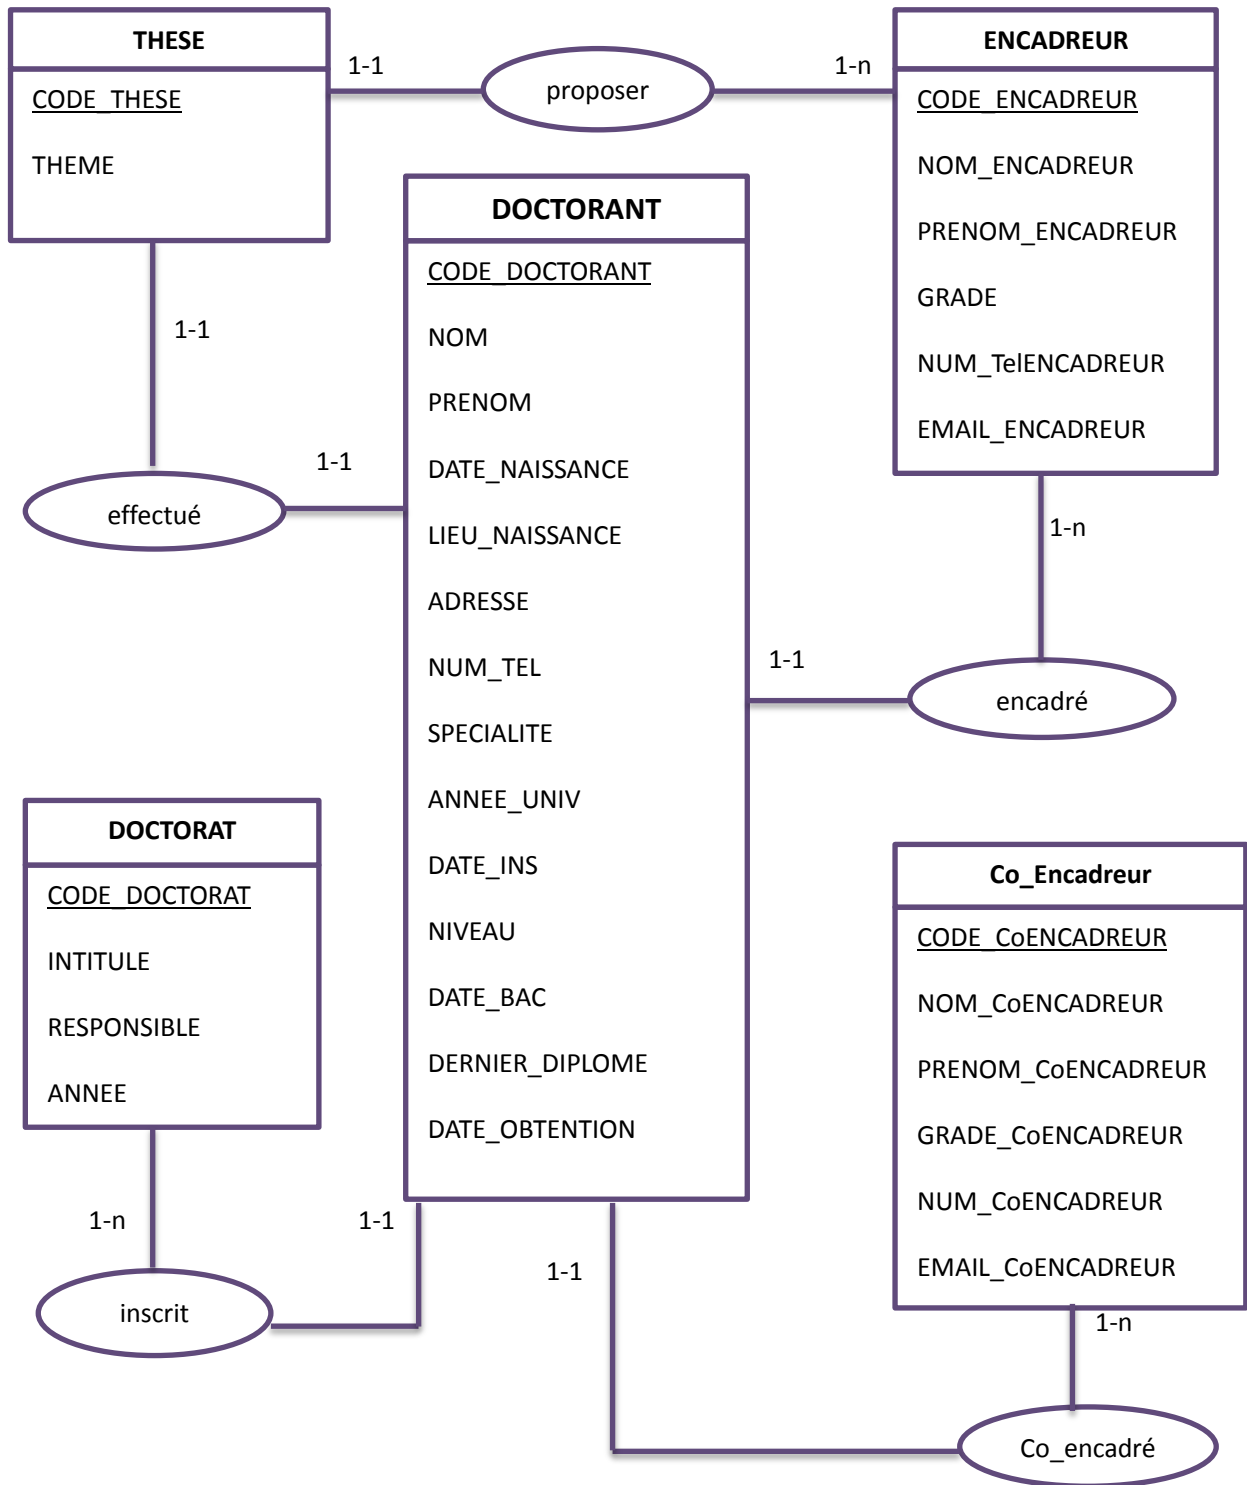 THESE
CODE_THESE
THEME
1-1
proposer
1-n
ENCADREUR
CODE_ENCADREUR
NOM_ENCADREUR
PRENOM_ENCADREUR
GRADE
NUM_TelENCADREUR
EMAIL_ENCADREUR
DOCTORANT
CODE_DOCTORANT
NOM
PRENOM
DATE_NAISSANCE
LIEU_NAISSANCE
ADRESSE
NUM_TEL
SPECIALITE
ANNEE_UNIV
DATE_INS
NIVEAU
DATE_BAC
DERNIER_DIPLOME
DATE_OBTENTION
1-1
effectué
1-1
1-n
1-1
encadré
DOCTORAT
CODE_DOCTORAT
INTITULE
RESPONSIBLE
ANNEE
1-n
inscrit
1-1
Co_Encadreur
CODE_CoENCADREUR
NOM_CoENCADREUR
PRENOM_CoENCADREUR
GRADE_CoENCADREUR
NUM_CoENCADREUR
EMAIL_CoENCADREUR
1-1
1-n
Co_encadré